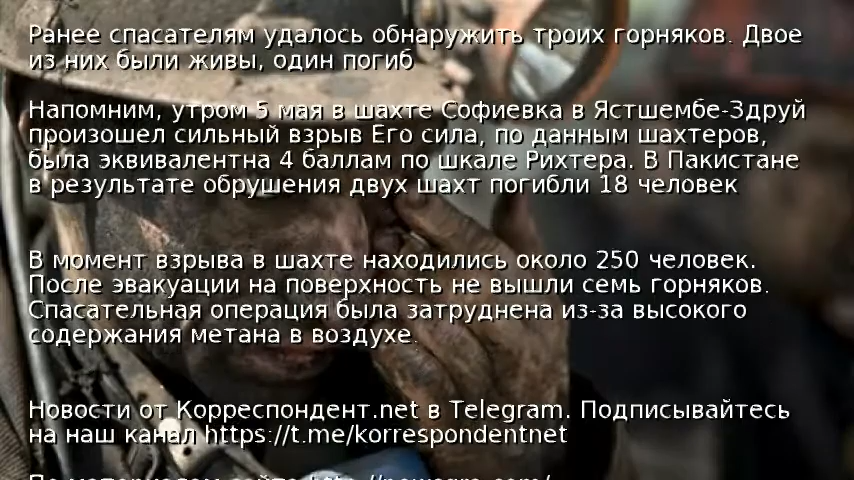 Ранее спасателям удалось обнаружить троих горняков. Двое
из них были живы, один погиб
Напомним, утром 5 мая в шахте Софиевка в Ястшембе-Здруй
произошел сильный взрыв Его сила, по данным шахтеров,
была эквивалентна 4 баллам по шкале Рихтера. В Пакистане
в результате обрушения двух шахт погибли 18 человек
В момент взрыва в шахте находились около 250 человек.
После эвакуации на поверхность не вышли семь горняков.
Спасательная операция была затруднена из-за высокого
содержания метана в воздухе.
Новости от Корреспондент.net в Telegram. Подписывайтесь
на наш канал https://t.me/korrespondentnet